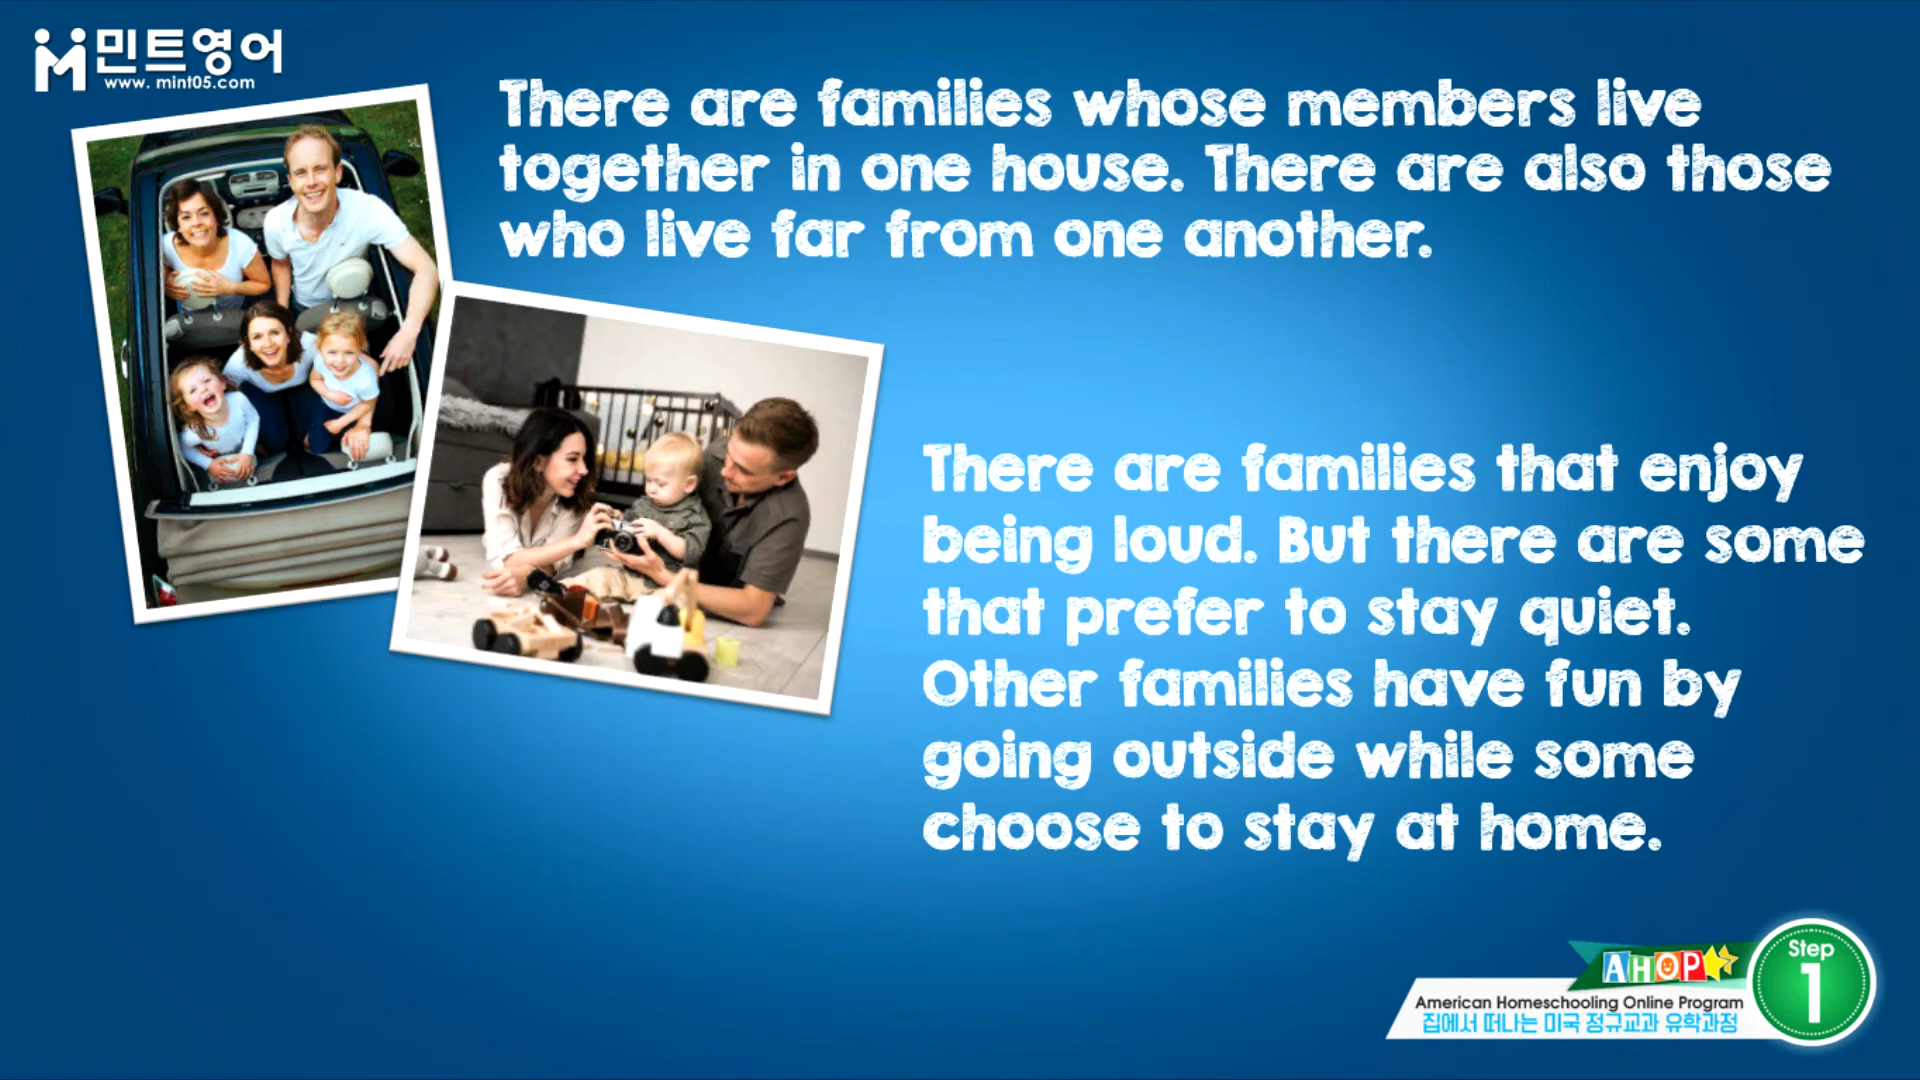 민트영어
www.mint05.com
There are families whose members live
together in one house. There are also those
who live far from one another.
There are families that enjoy
being loud. But there are some
that prefer to stay quiet.
Other families have fun by
going outside while some
choose to stay at home.
AHOP
Step
1
American Homeschooling Online Program
집에서 떠나는 미국 정규교과 유학과정